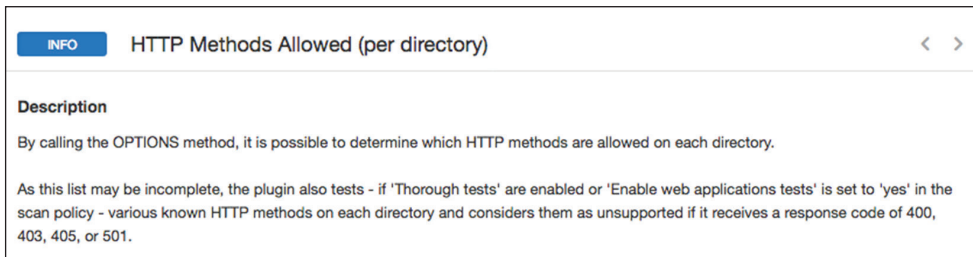 INFO HTTP Methods Allowed (per directory)
Description
By calling the OPTIONS method, it is possible to determine which HTTP methods are allowed on each directory.
As this list may be incomplete, the plugin also tests - if 'Thorough tests' are enabled or 'Enable web applications tests' is set to 'yes' in the
scan policy - various known HTTP methods on each directory and considers them as unsupported if it receives a response code of 400,
403, 405, or 501.